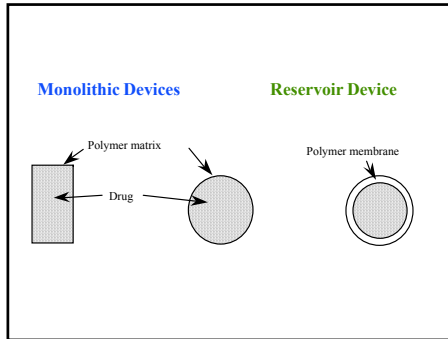 Monolithic Devices
Reservoir Device
Polymer matrix
Polymer membrane
Drug